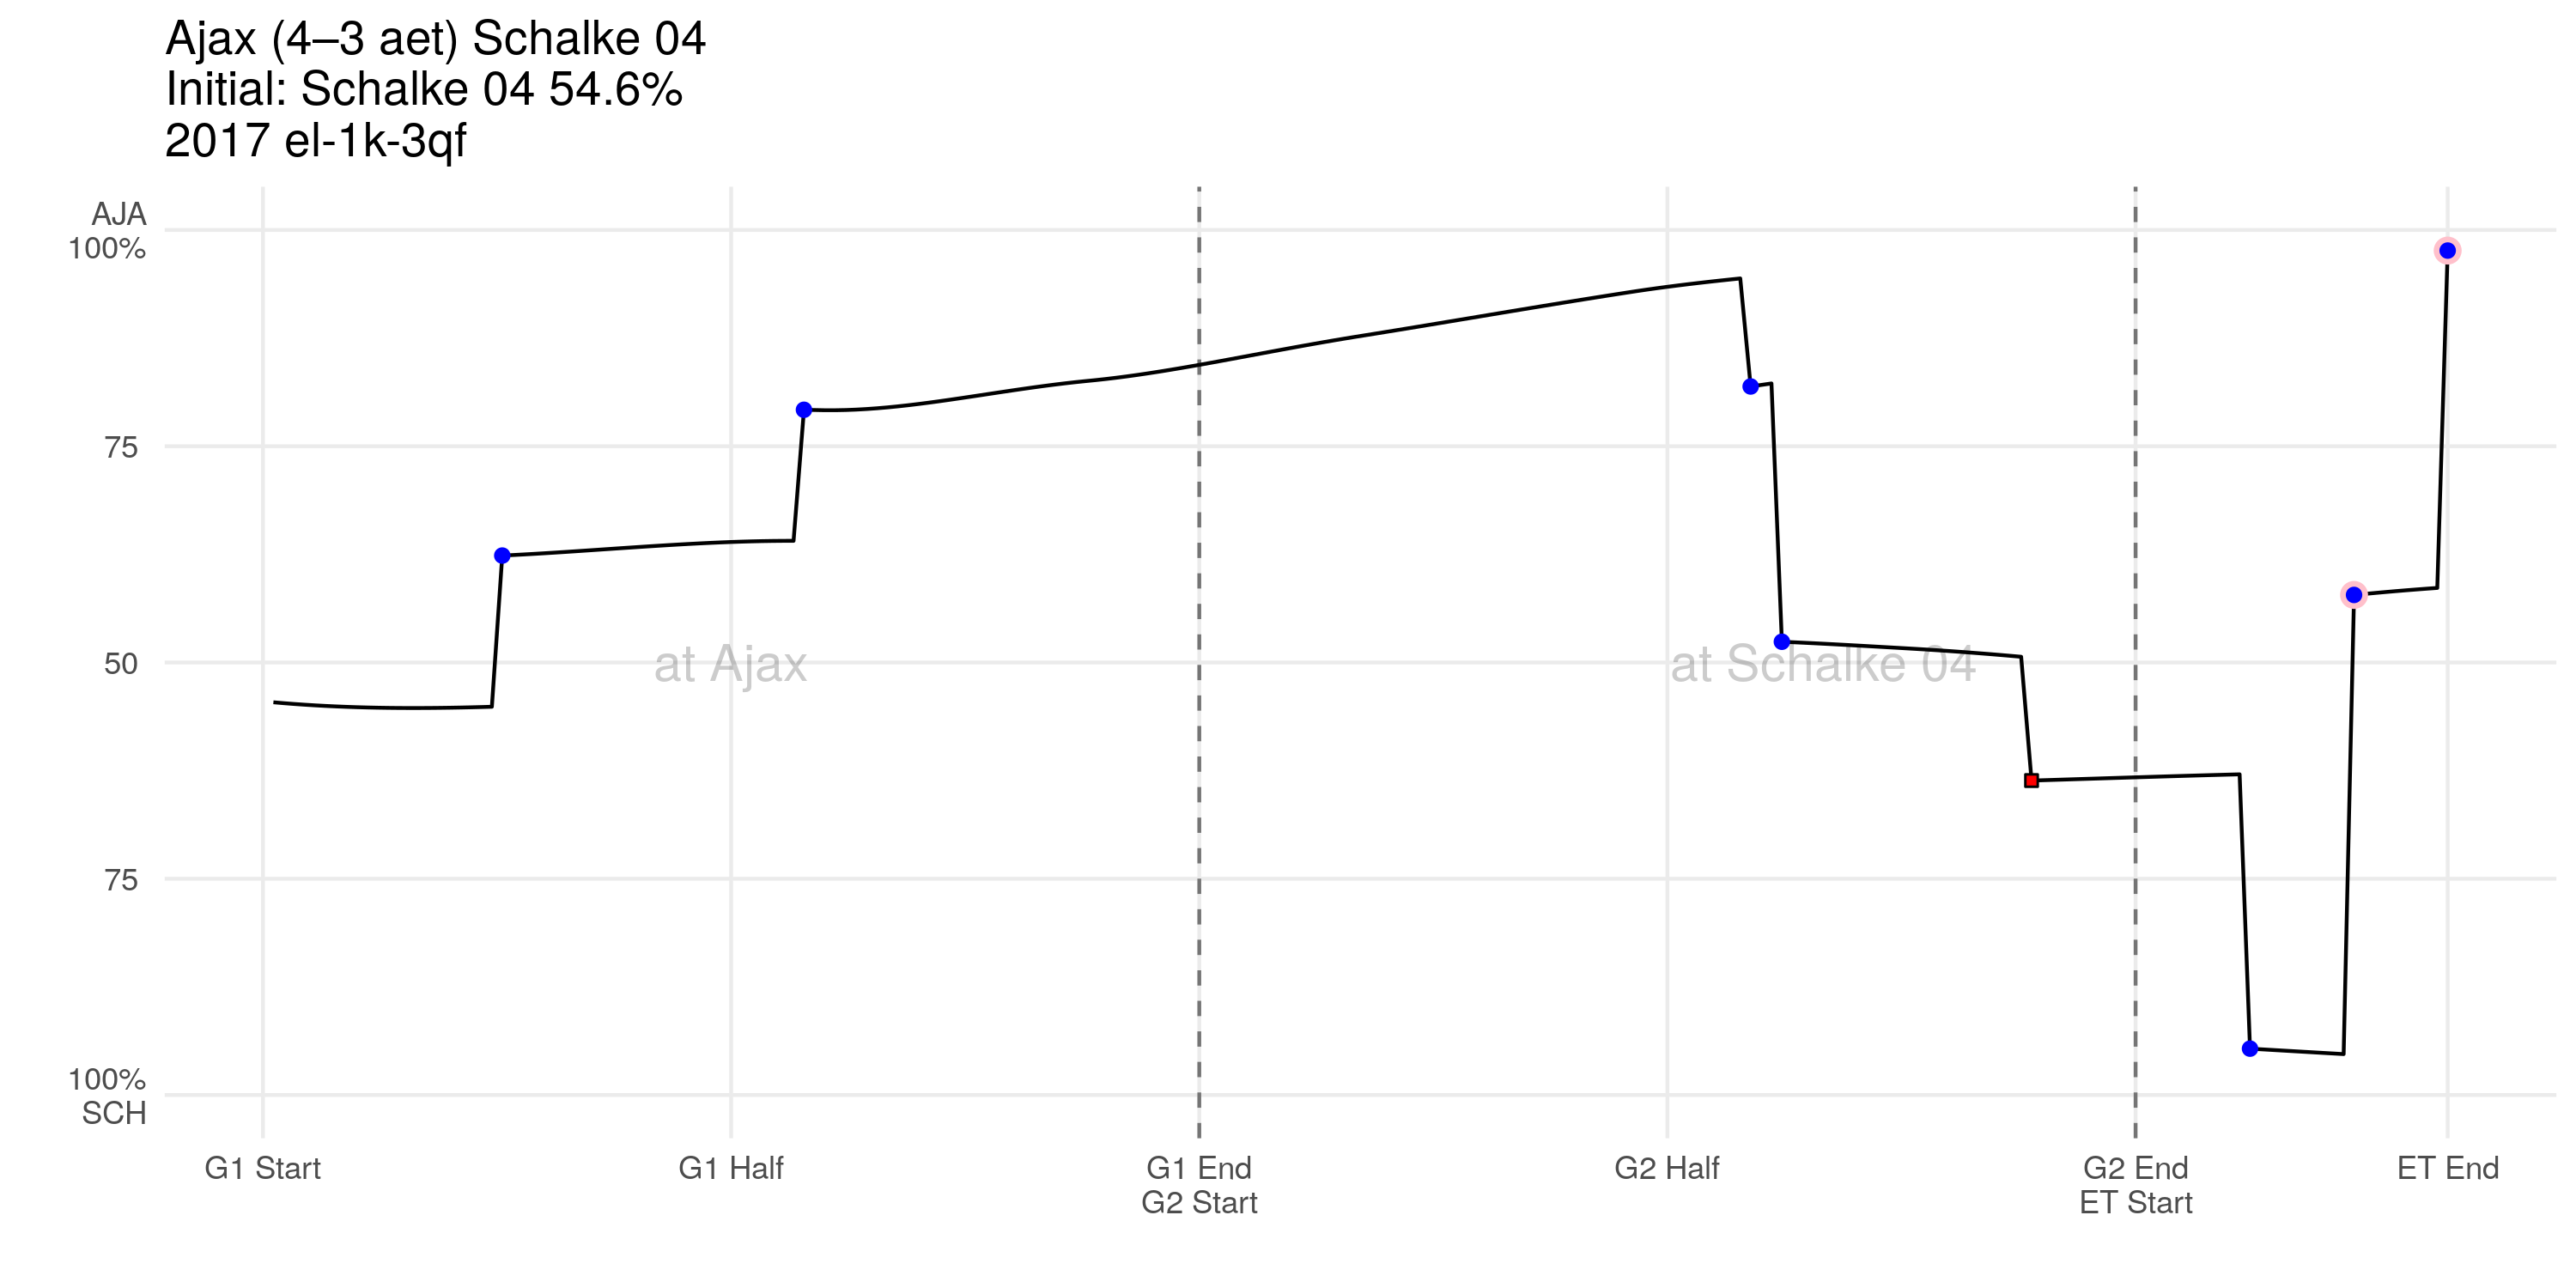 Ajax (4–3 aet) Schalke 04
Initial: Schalke 04 54.6%
2017 el-1k-3qf
AJA
100%
75
50
75
100%
SCH
at Ajax
at Schalke 04
G1 Start
G1 Half
G1 End
G2 Start
G2 Half
G2 End
ET Start
ET End